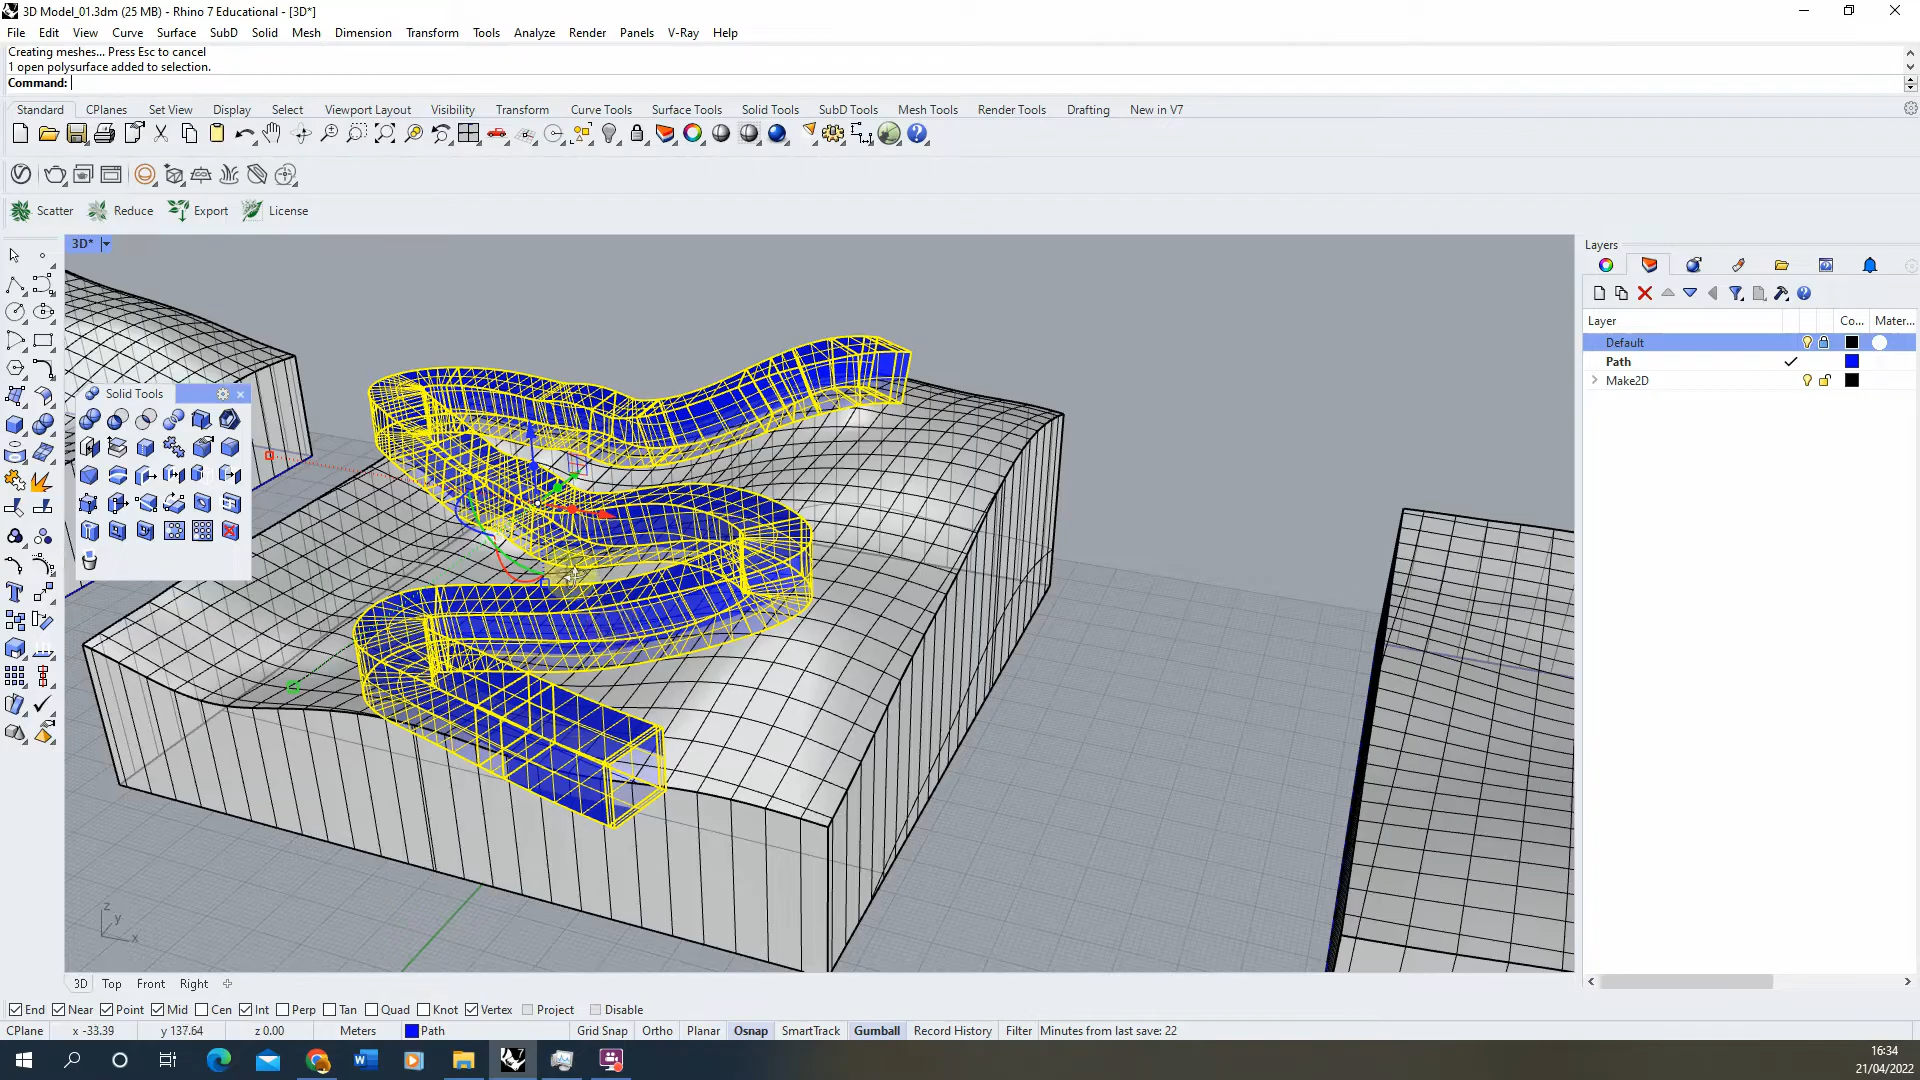 3D Model_01.3dm (25 MB) - Rhino 7 Educational - [3D*]
File Edit View Curve Surface SubD Solid Mesh Dimension Transform Tools Analyze Render Panels V-Ray Help
Creating meshes... Press Esc to cancel
1 open polysurface added to selection.
Command:
Standard CPlanes Set View Display Select Viewport Layout Visibility Transform Curve Tools Surface Tools Solid Tools SubD Tools Mesh Tools Render Tools Drafting New in V7
Scatter Reduce Export License
3D*
Layers
Layer Co... Mater...
Default
Path
Make2D
Solid Tools
z
y
x
3D Top Front Right
End Near Point Mid Cen Int Perp Tan Quad Knot Vertex Project Disable
CPlane x -33.39 y 137.64 z 0.00 Meters Path Grid Snap Ortho Planar Osnap SmartTrack Gumball Record History Filter Minutes from last save: 22
16:34
21/04/2022